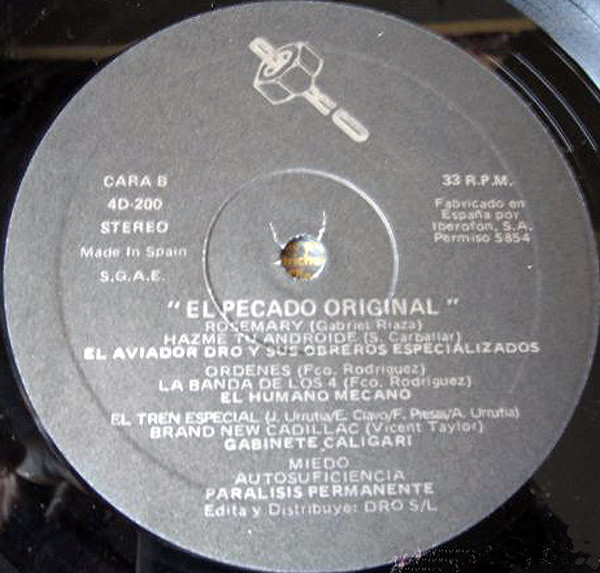 DRO
CARA B
4D-200
STEREO
Made In Spain
S.G.A.E.
33 R.P.M.
Fabricado en
España por
Iberofon, S.A.
Permiso 5854
"EL PECADO ORIGINAL"
ROSEMARY (Gabriel Riaza)
HAZME TU ANDROIDE (S. Carballar)
EL AVIADOR DRO Y SUS OBREROS ESPECIALIZADOS
ORDENES (Fco. Rodriguez)
LA BANDA DE LOS 4 (Fco. Rodriguez)
EL HUMANO MECANO
EL TREN ESPECIAL (J. Urrutia/E. Clavo/F. Presas/A. Urrutia)
BRAND NEW CADILLAC (Vicent Taylor)
GABINETE CALIGARI
MIEDO
AUTOSUFICIENCIA
PARALISIS PERMANENTE
Edita y Distribuye: DRO S/L